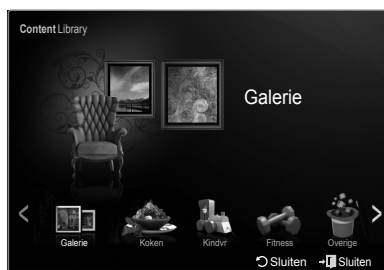 Content Library
Galerie
Galerie Koken Kindvr Fitness Overige
Sluiten Sluiten